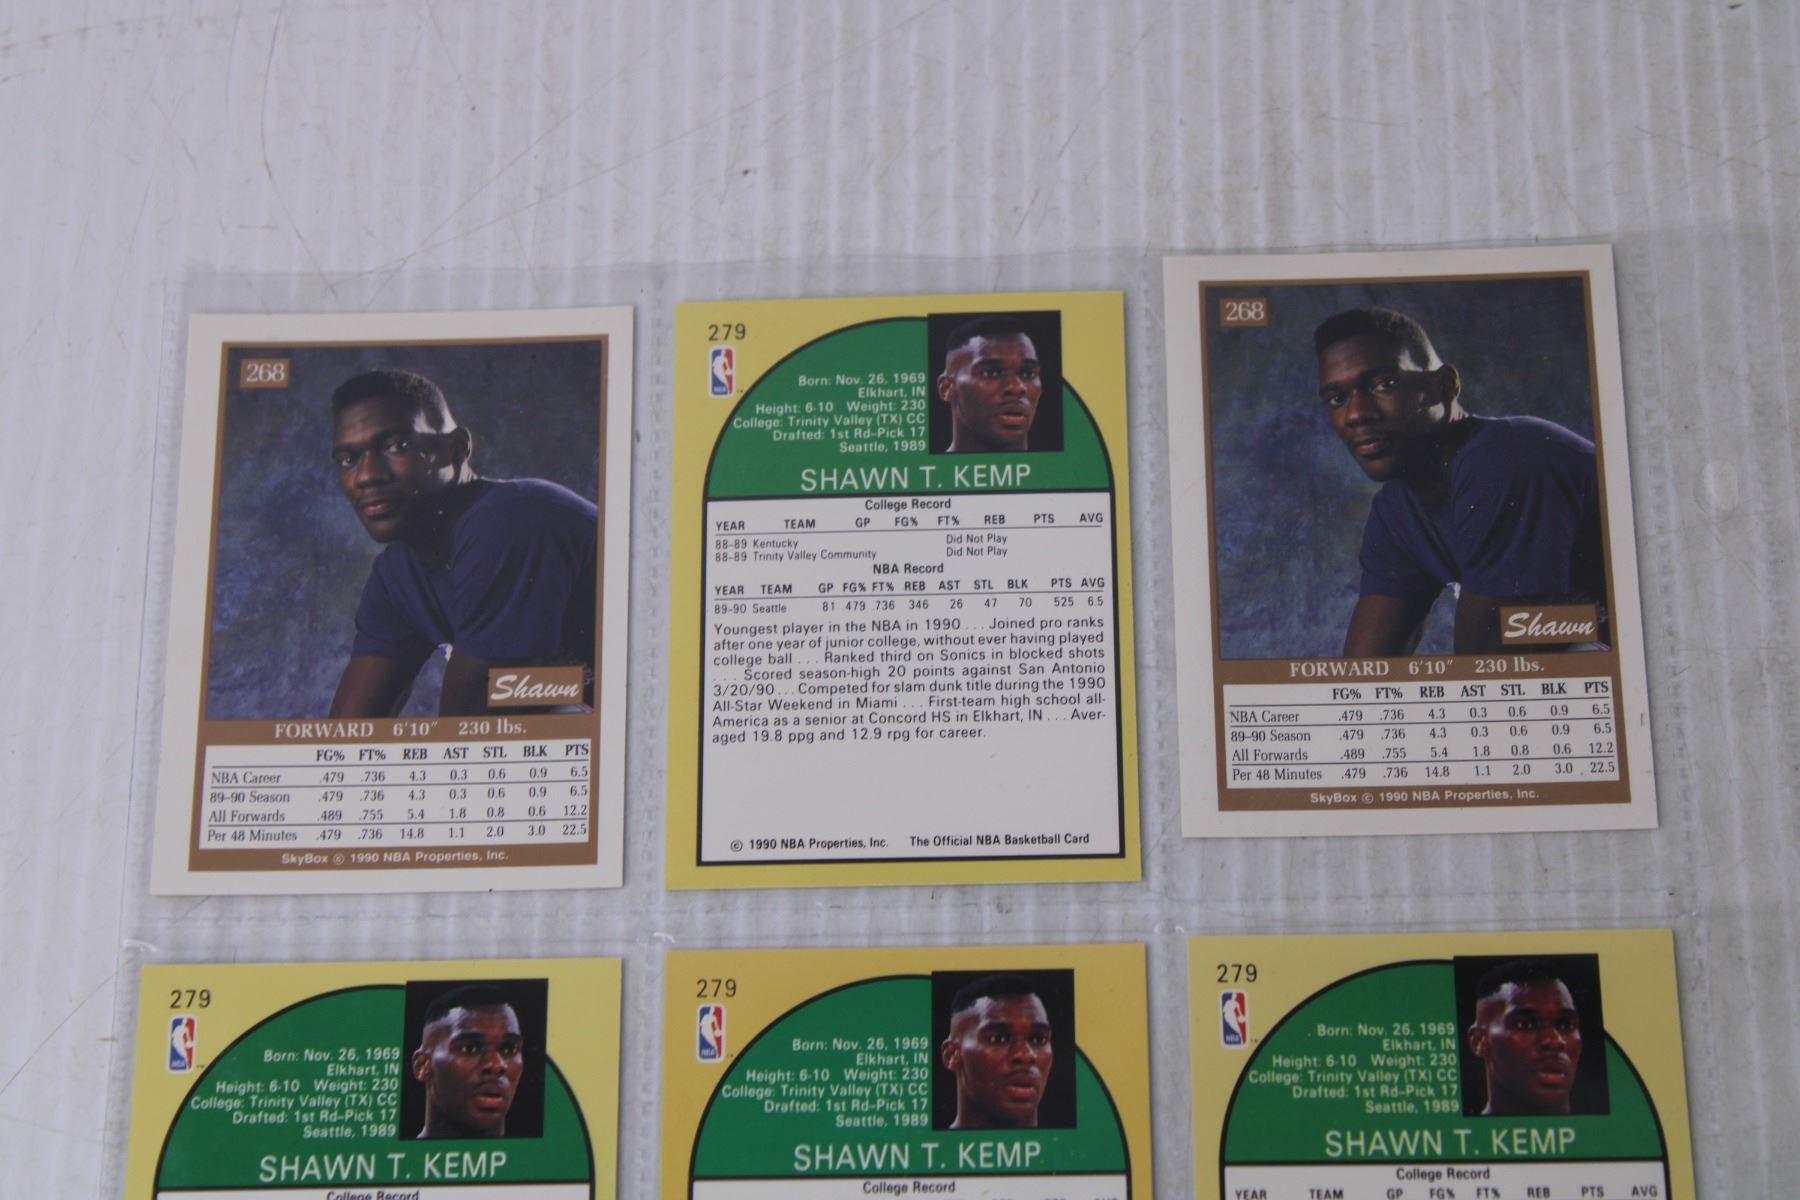 268
Shawn
FORWARD 6'10" 230 lbs.
FG% FT% REB AST STL BLK PTS
NBA Career .479 .736 4.3 0.3 0.6 0.9 6.5
89-90 Season .479 .736 4.3 0.3 0.6 0.9 6.5
All Forwards .489 .755 5.4 1.8 0.8 0.6 12.2
Per 48 Minutes .479 .736 14.8 1.1 2.0 3.0 22.5
SkyBox © 1990 NBA Properties, Inc.
279
NBA
Born: Nov. 26, 1969
Elkhart, IN
Height: 6-10 Weight: 230
College: Trinity Valley (TX) CC
Drafted: 1st Rd-Pick 17
Seattle, 1989
SHAWN T. KEMP
College Record
YEAR TEAM GP FG% FT% REB PTS AVG
88-89 Kentucky Did Not Play
88-89 Trinity Valley Community Did Not Play
NBA Record
YEAR TEAM GP FG% FT% REB AST STL BLK PTS AVG
89-90 Seattle 81 .479 .736 346 26 47 70 525 6.5
Youngest player in the NBA in 1990 . . . Joined pro ranks
after one year of junior college, without ever having played
college ball . . . Ranked third on Sonics in blocked shots
. . . Scored season-high 20 points against San Antonio
3/20/90 . . . Competed for slam dunk title during the 1990
All-Star Weekend in Miami . . . First-team high school all-
America as a senior at Concord HS in Elkhart, IN . . . Aver-
aged 19.8 ppg and 12.9 rpg for career.
© 1990 NBA Properties, Inc. The Official NBA Basketball Card
268
Shawn
FORWARD 6'10" 230 lbs.
FG% FT% REB AST STL BLK PTS
NBA Career .479 .736 4.3 0.3 0.6 0.9 6.5
89-90 Season .479 .736 4.3 0.3 0.6 0.9 6.5
All Forwards .489 .755 5.4 1.8 0.8 0.6 12.2
Per 48 Minutes .479 .736 14.8 1.1 2.0 3.0 22.5
SkyBox © 1990 NBA Properties, Inc.
279
NBA
Born: Nov. 26, 1969
Elkhart, IN
Height: 6-10 Weight: 230
College: Trinity Valley (TX) CC
Drafted: 1st Rd-Pick 17
Seattle, 1989
SHAWN T. KEMP
College Record
279
NBA
Born: Nov. 26, 1969
Elkhart, IN
Height: 6-10 Weight: 230
College: Trinity Valley (TX) CC
Drafted: 1st Rd-Pick 17
Seattle, 1989
SHAWN T. KEMP
College Record
279
NBA
Born: Nov. 26, 1969
Elkhart, IN
Height: 6-10 Weight: 230
College: Trinity Valley (TX) CC
Drafted: 1st Rd-Pick 17
Seattle, 1989
SHAWN T. KEMP
College Record
YEAR TEAM GP FG% FT% REB PTS AVG